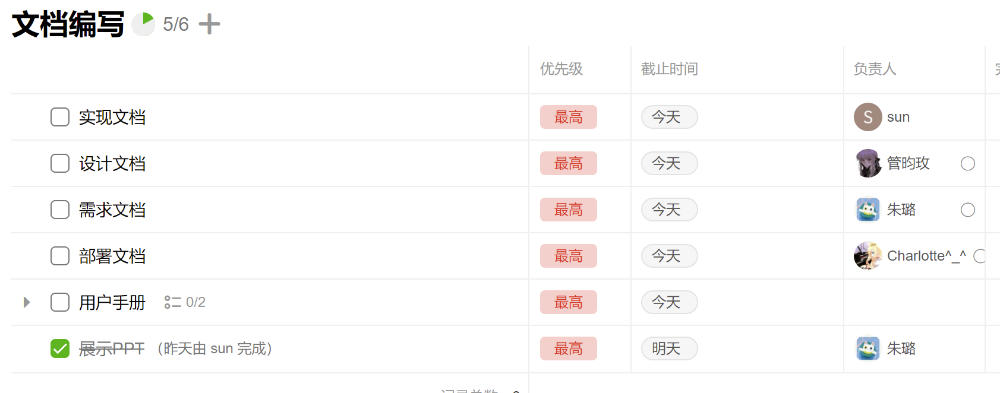 文档编写 5/6
优先级 截止时间 负责人
实现文档 最高 今天 S sun
设计文档 最高 今天 管昀玫
需求文档 最高 今天 朱璐
部署文档 最高 今天 Charlotte^_^
用户手册 0/2 最高 今天
展示PPT （昨天由 sun 完成） 最高 明天 朱璐